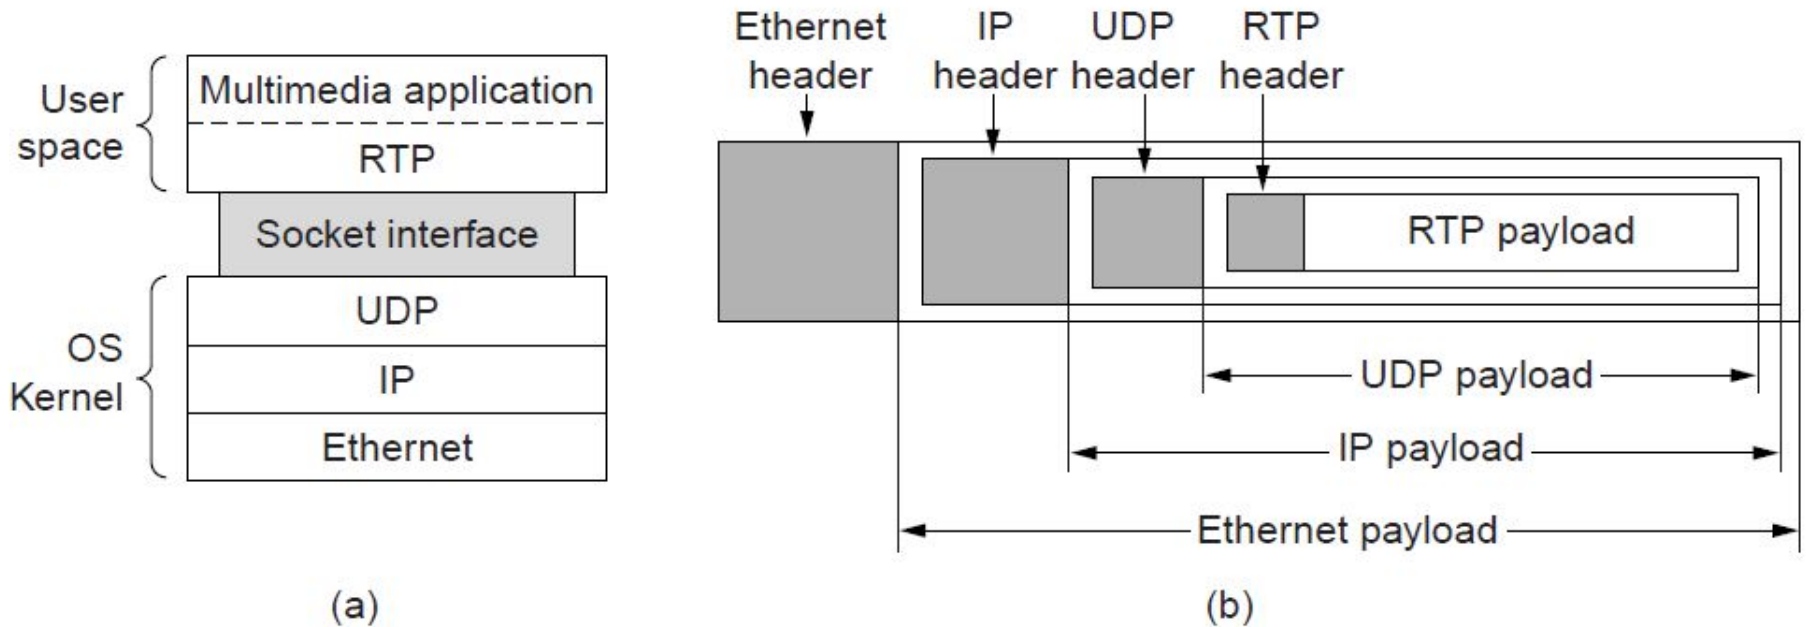 User
space
Multimedia application
RTP
Socket interface
OS
Kernel
UDP
IP
Ethernet
(a)
Ethernet
header
IP
header
UDP
header
RTP
header
RTP payload
UDP payload
IP payload
Ethernet payload
(b)